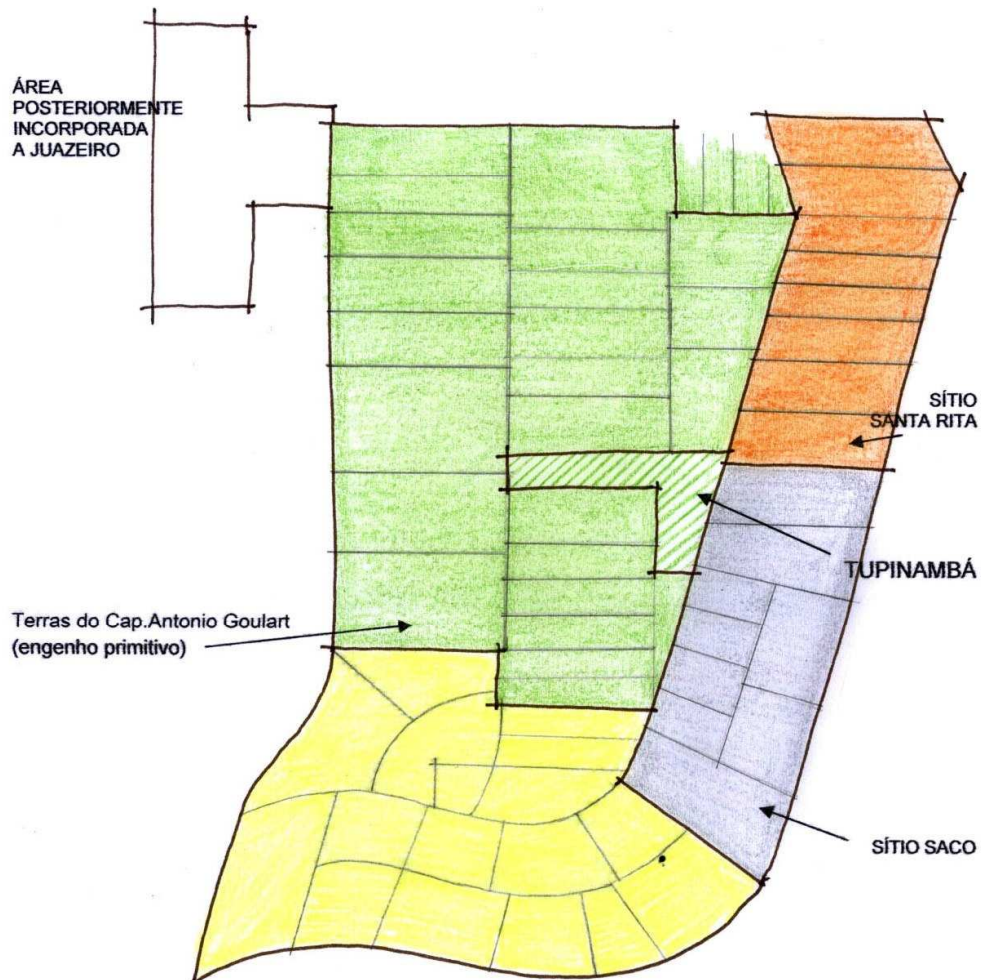 ÁREA
POSTERIORMENTE
INCORPORADA
A JUAZEIRO
SÍTIO
SANTA RITA
TUPINAMBÁ
Terras do Cap.Antonio Goulart
(engenho primitivo)
SÍTIO SACO